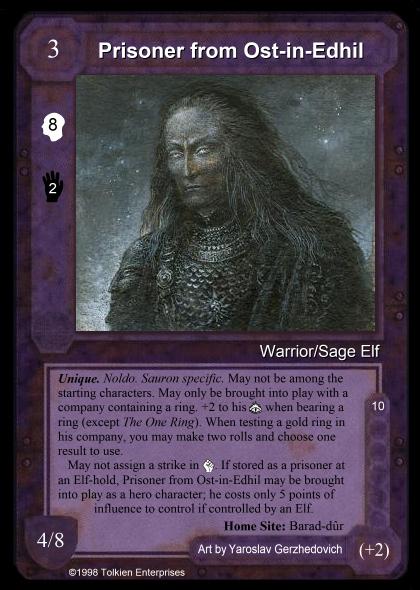 3
Prisoner from Ost-in-Edhil
8
2
Warrior/Sage Elf
Unique. Noldo. Sauron specific. May not be among the
starting characters. May only be brought into play with a
company containing a ring. +2 to his when bearing a
ring (except The One Ring). When testing a gold ring in
his company, you may make two rolls and choose one
result to use.
May not assign a strike in . If stored as a prisoner at
an Elf-hold, Prisoner from Ost-in-Edhil may be brought
into play as a hero character; he costs only 5 points of
influence to control if controlled by an Elf.
Home Site: Barad-dûr
10
4/8
Art by Yaroslav Gerzhedovich
(+2)
©1998 Tolkien Enterprises